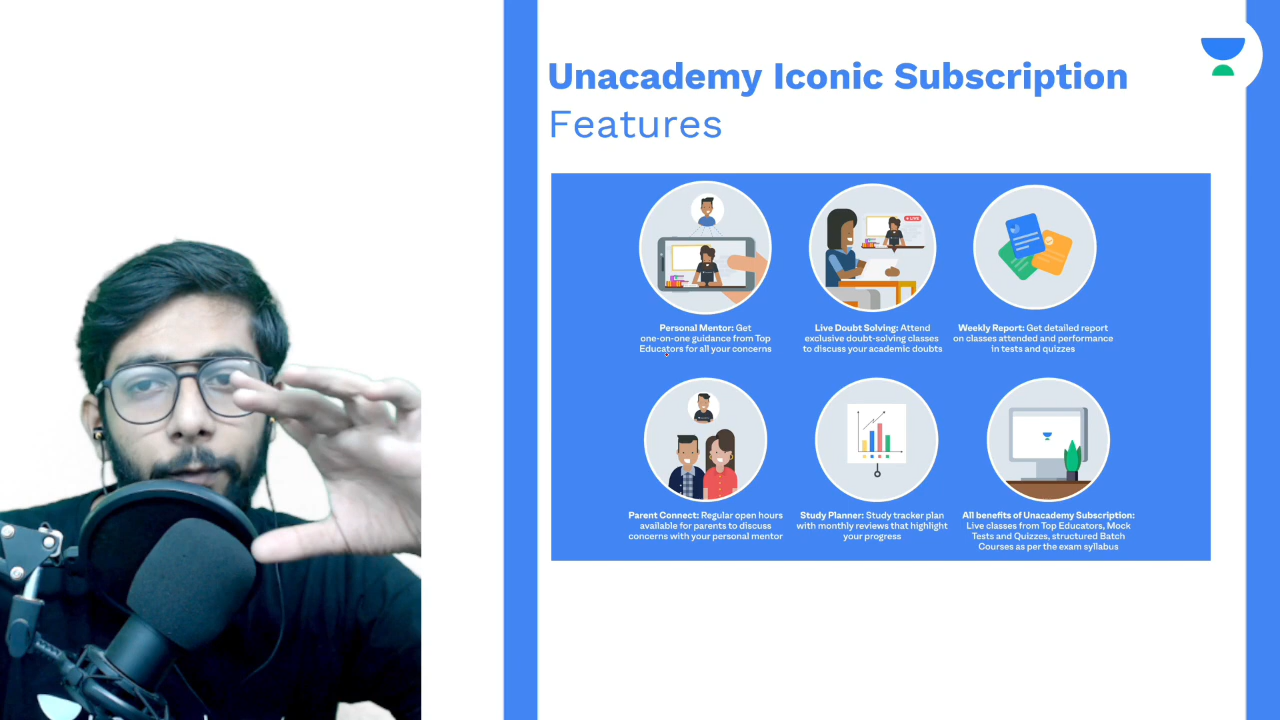 Unacademy Iconic Subscription
Features
LIVE
Personal Mentor: Get
one-on-one guidance from Top
Educators for all your concerns
Live Doubt Solving: Attend
exclusive doubt-solving classes
to discuss your academic doubts
Weekly Report: Get detailed report
on classes attended and performance
in tests and quizzes
Parent Connect: Regular open hours
available for parents to discuss
concerns with your personal mentor
Study Planner: Study tracker plan
with monthly reviews that highlight
your progress
All benefits of Unacademy Subscription:
Live classes from Top Educators, Mock
Tests and Quizzes, structured Batch
Courses as per the exam syllabus